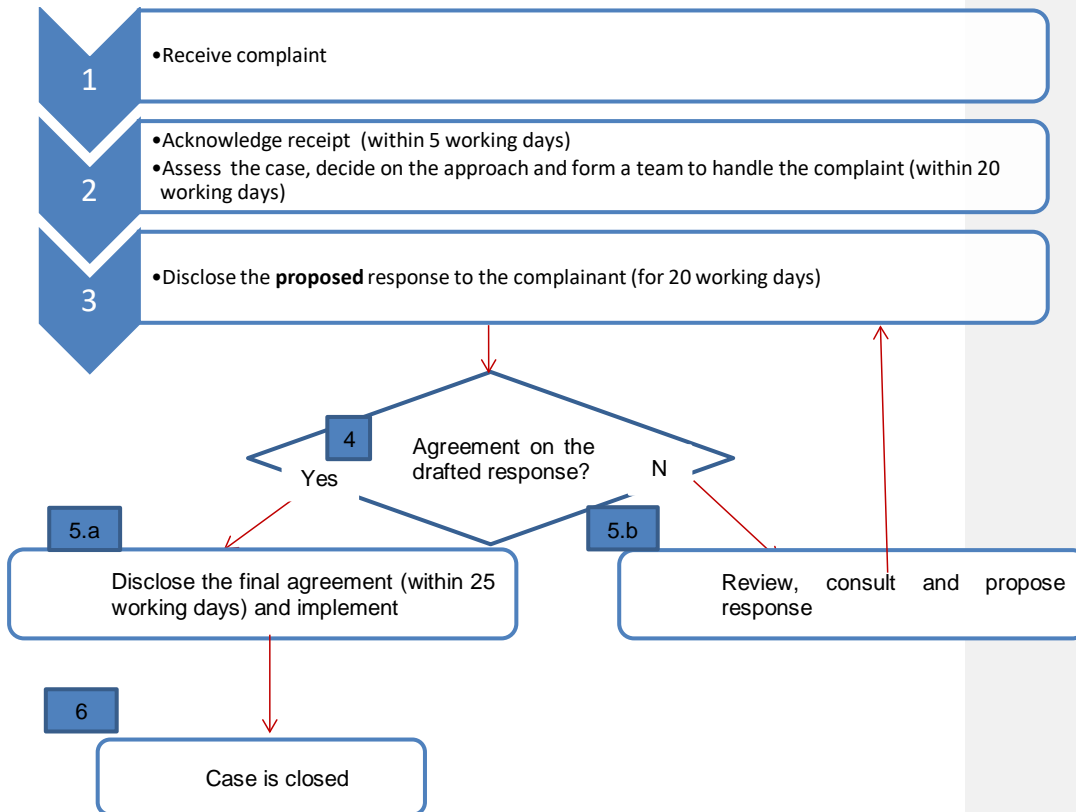 1
•Receive complaint
2
•Acknowledge receipt (within 5 working days)
•Assess the case, decide on the approach and form a team to handle the complaint (within 20
working days)
3
•Disclose the proposed response to the complainant (for 20 working days)
4
Agreement on the
drafted response?
Yes
N
5.a
Disclose the final agreement (within 25
working days) and implement
5.b
Review, consult and propose
response
6
Case is closed